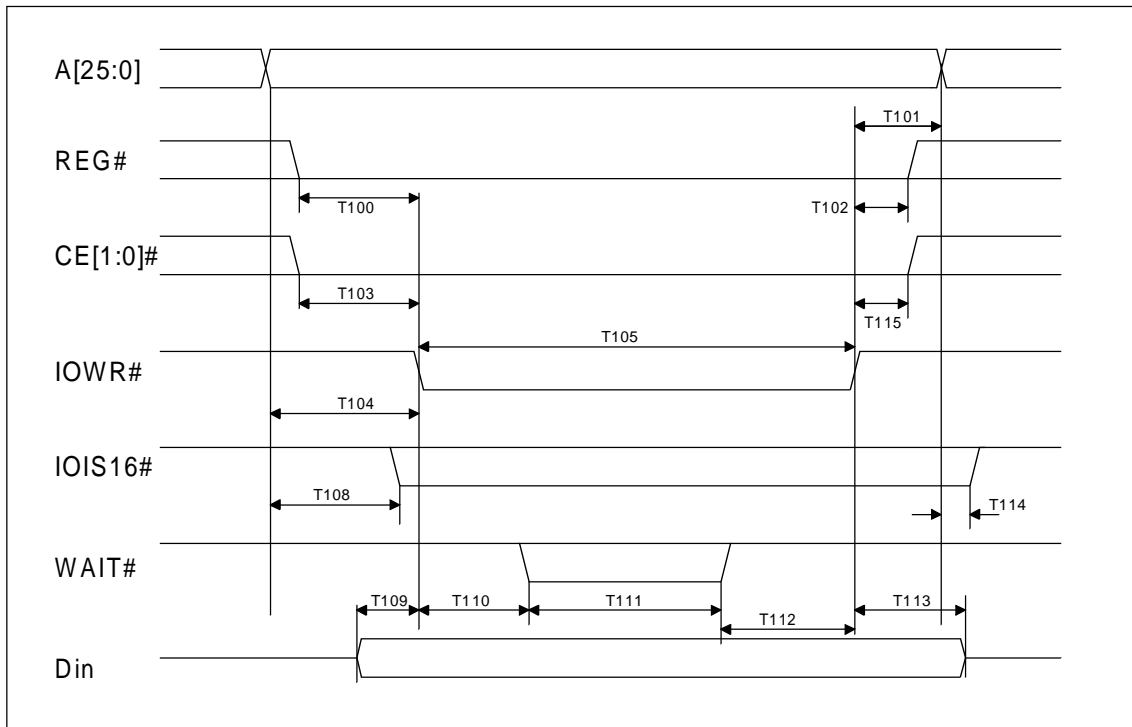 A[25:0]
T101
REG#
T100
T102
CE[1:0]#
T103
T115
T105
IOWR#
T104
IOIS16#
T108
T114
WAIT#
T109
T110
T111
T112
T113
Din